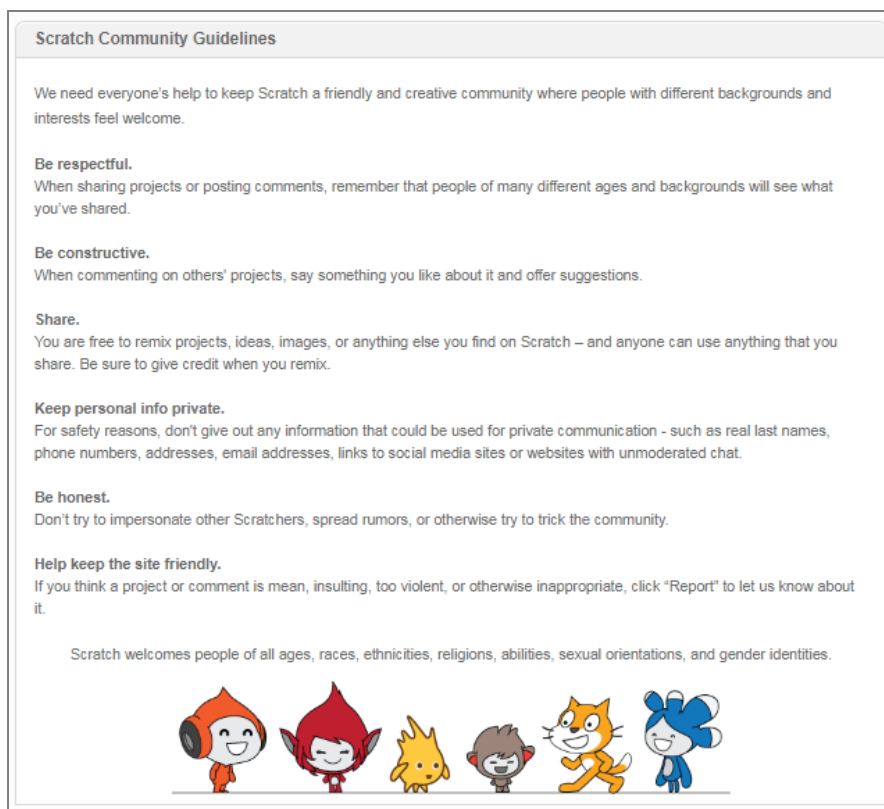 Scratch Community Guidelines
We need everyone's help to keep Scratch a friendly and creative community where people with different backgrounds and
interests feel welcome.
Be respectful.
When sharing projects or posting comments, remember that people of many different ages and backgrounds will see what
you've shared.
Be constructive.
When commenting on others' projects, say something you like about it and offer suggestions.
Share.
You are free to remix projects, ideas, images, or anything else you find on Scratch – and anyone can use anything that you
share. Be sure to give credit when you remix.
Keep personal info private.
For safety reasons, don't give out any information that could be used for private communication - such as real last names,
phone numbers, addresses, email addresses, links to social media sites or websites with unmoderated chat.
Be honest.
Don't try to impersonate other Scratchers, spread rumors, or otherwise try to trick the community.
Help keep the site friendly.
If you think a project or comment is mean, insulting, too violent, or otherwise inappropriate, click “Report” to let us know about
it.
Scratch welcomes people of all ages, races, ethnicities, religions, abilities, sexual orientations, and gender identities.